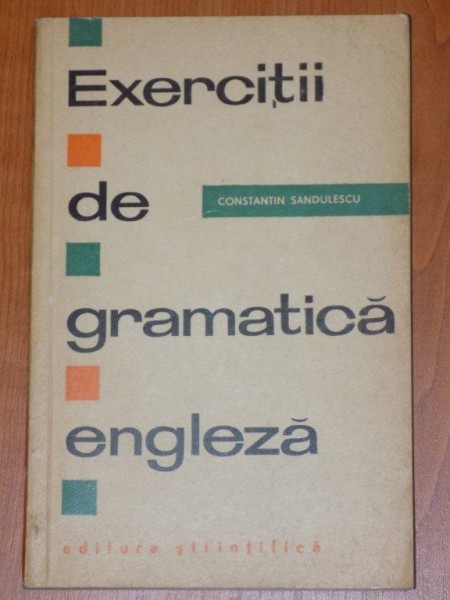 Exerciții
de
CONSTANTIN SANDULESCU
gramatică
engleză
editura științifică